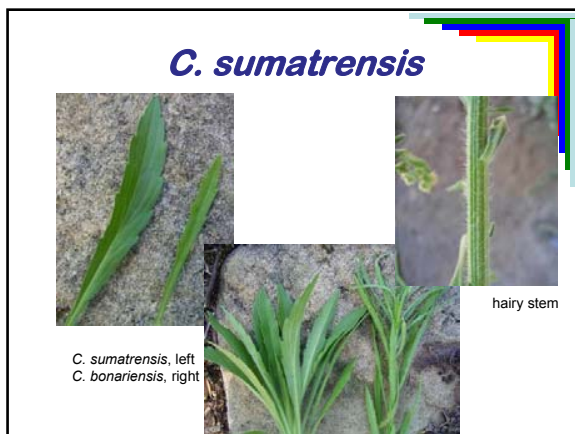 C. sumatrensis
hairy stem
C. sumatrensis, left
C. bonariensis, right